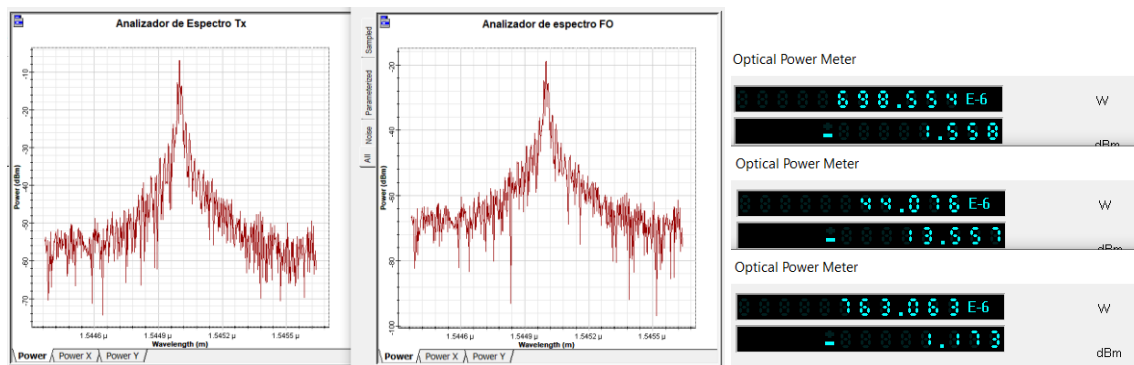 Analizador de Espectro Tx
Power (dBm)
-10
-20
-30
-40
-50
-60
-70
1.5446 µ
1.5449 µ
1.5452 µ
1.5455 µ
Wavelength (m)
Power
Power X
Power Y
Analizador de espectro FO
Sampled
Parameterized
Noise
All
Power (dBm)
-20
-40
-60
-80
-100
1.5446 µ
1.5449 µ
1.5452 µ
1.5455 µ
Wavelength (m)
Power
Power X
Power Y
Optical Power Meter
698.554 E-6 W
- 1.558 dBm
Optical Power Meter
44.076 E-6 W
- 13.557 dBm
Optical Power Meter
763.063 E-6 W
- 1.173 dBm